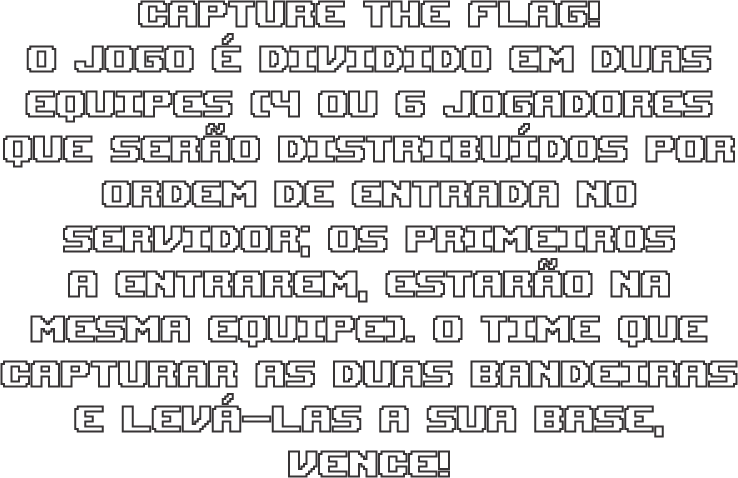 CAPTURE THE FLAG!
O JOGO É DIVIDIDO EM DUAS
EQUIPES (4 OU 6 JOGADORES
QUE SERÃO DISTRIBUÍDOS POR
ORDEM DE ENTRADA NO
SERVIDOR; OS PRIMEIROS
A ENTRAREM, ESTARÃO NA
MESMA EQUIPE). O TIME QUE
CAPTURAR AS DUAS BANDEIRAS
E LEVÁ-LAS A SUA BASE,
VENCE!